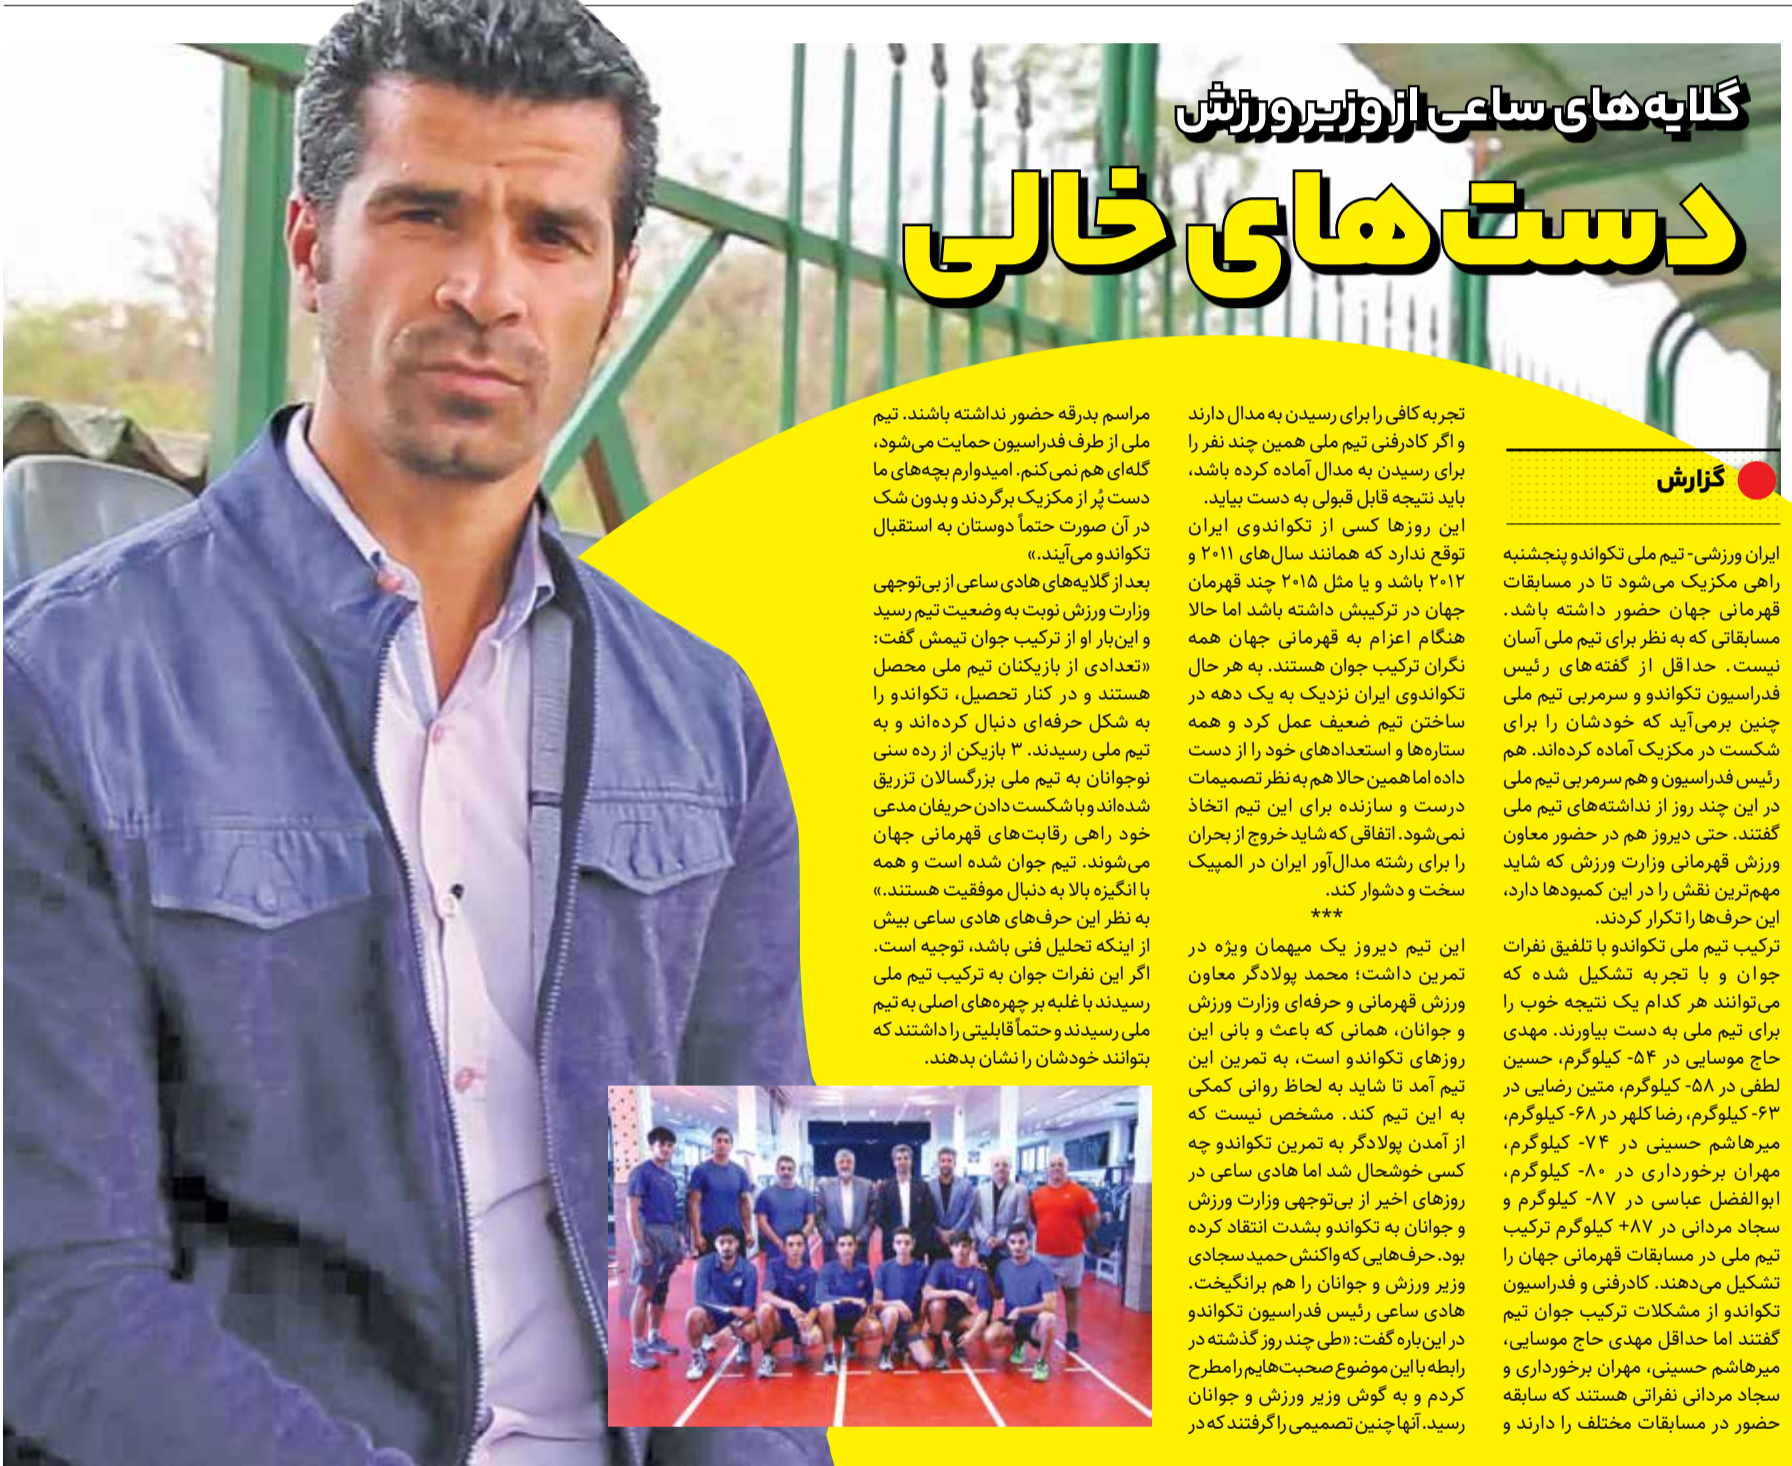 گلایه‌های ساعی از وزیر ورزش
دست‌های خالی
گزارش
ایران ورزشی- تیم ملی تکواندو پنجشنبه
راهی مکزیک می‌شود تا در مسابقات
قهرمانی جهان حضور داشته باشد.
مسابقاتی که به نظر برای تیم ملی آسان
نیست. حداقل از گفته‌های رئیس
فدراسیون تکواندو و سرمربی تیم ملی
چنین برمی‌آید که خودشان را برای
شکست در مکزیک آماده کرده‌اند. هم
رئیس فدراسیون و هم سرمربی تیم ملی
در این چند روز از نداشته‌های تیم ملی
گفتند. حتی دیروز هم در حضور معاون
ورزش قهرمانی وزارت ورزش که شاید
مهم‌ترین نقش را در این کمبودها دارد،
این حرف‌ها را تکرار کردند.
ترکیب تیم ملی تکواندو با تلفیق نفرات
جوان و با تجربه تشکیل شده که
می‌توانند هر کدام یک نتیجه خوب را
برای تیم ملی به دست بیاورند. مهدی
حاج موسایی در ۵۴- کیلوگرم، حسین
لطفی در ۵۸- کیلوگرم، متین رضایی در
۶۳- کیلوگرم، رضا کلهر در ۶۸- کیلوگرم،
میرهاشم حسینی در ۷۴- کیلوگرم،
مهران برخورداری در ۸۰- کیلوگرم،
ابوالفضل عباسی در ۸۷- کیلوگرم و
سجاد مردانی در ۸۷+ کیلوگرم ترکیب
تیم ملی در مسابقات قهرمانی جهان را
تشکیل می‌دهند. کادرفنی و فدراسیون
تکواندو از مشکلات ترکیب جوان تیم
گفتند اما حداقل مهدی حاج موسایی،
میرهاشم حسینی، مهران برخورداری و
سجاد مردانی نفراتی هستند که سابقه
حضور در مسابقات مختلف را دارند و
تجربه کافی را برای رسیدن به مدال دارند
و اگر کادرفنی تیم ملی همین چند نفر را
برای رسیدن به مدال آماده کرده باشد،
باید نتیجه قابل قبولی به دست بیاید.
این روزها کسی از تکواندوی ایران
توقع ندارد که همانند سال‌های ۲۰۱۱ و
۲۰۱۲ باشد و یا مثل ۲۰۱۵ چند قهرمان
جهان در ترکیبش داشته باشد اما حالا
هنگام اعزام به قهرمانی جهان همه
نگران ترکیب جوان هستند. به هر حال
تکواندوی ایران نزدیک به یک دهه در
ساختن تیم ضعیف عمل کرد و همه
ستاره‌ها و استعدادهای خود را از دست
داده اما همین حالا هم به نظر تصمیمات
درست و سازنده برای این تیم اتخاذ
نمی‌شود. اتفاقی که شاید خروج از بحران
را برای رشته مدال‌آور ایران در المپیک
سخت و دشوار کند.
***
این تیم دیروز یک میهمان ویژه در
تمرین داشت؛ محمد پولادگر معاون
ورزش قهرمانی و حرفه‌ای وزارت ورزش
و جوانان، همانی که باعث و بانی این
روزهای تکواندو است، به تمرین این
تیم آمد تا شاید به لحاظ روانی کمکی
به این تیم کند. مشخص نیست که
از آمدن پولادگر به تمرین تکواندو چه
کسی خوشحال شد اما هادی ساعی در
روزهای اخیر از بی‌توجهی وزارت ورزش
و جوانان به تکواندو بشدت انتقاد کرده
بود. حرف‌هایی که واکنش حمید سجادی
وزیر ورزش و جوانان را هم برانگیخت.
هادی ساعی رئیس فدراسیون تکواندو
در این‌باره گفت: «طی چند روز گذشته در
رابطه با این موضوع صحبت‌هایم را مطرح
کردم و به گوش وزیر ورزش و جوانان
رسید. آنها چنین تصمیمی را گرفتند که در
مراسم بدرقه حضور نداشته باشند. تیم
ملی از طرف فدراسیون حمایت می‌شود،
گله‌ای هم نمی‌کنم. امیدوارم بچه‌های ما
دست پُر از مکزیک برگردند و بدون شک
در آن صورت حتماً دوستان به استقبال
تکواندو می‌آیند.»
بعد از گلایه‌های هادی ساعی از بی‌توجهی
وزارت ورزش نوبت به وضعیت تیم رسید
و این‌بار او از ترکیب جوان تیمش گفت:
«تعدادی از بازیکنان تیم ملی محصل
هستند و در کنار تحصیل، تکواندو را
به شکل حرفه‌ای دنبال کرده‌اند و به
تیم ملی رسیدند. ۳ بازیکن از رده سنی
نوجوانان به تیم ملی بزرگسالان تزریق
شده‌اند و با شکست دادن حریفان مدعی
خود راهی رقابت‌های قهرمانی جهان
می‌شوند. تیم جوان شده است و همه
با انگیزه بالا به دنبال موفقیت هستند.»
به نظر این حرف‌های هادی ساعی بیش
از اینکه تحلیل فنی باشد، توجیه است.
اگر این نفرات جوان به ترکیب تیم ملی
رسیدند با غلبه بر چهره‌های اصلی به تیم
ملی رسیدند و حتماً قابلیتی را داشتند که
بتوانند خودشان را نشان بدهند.